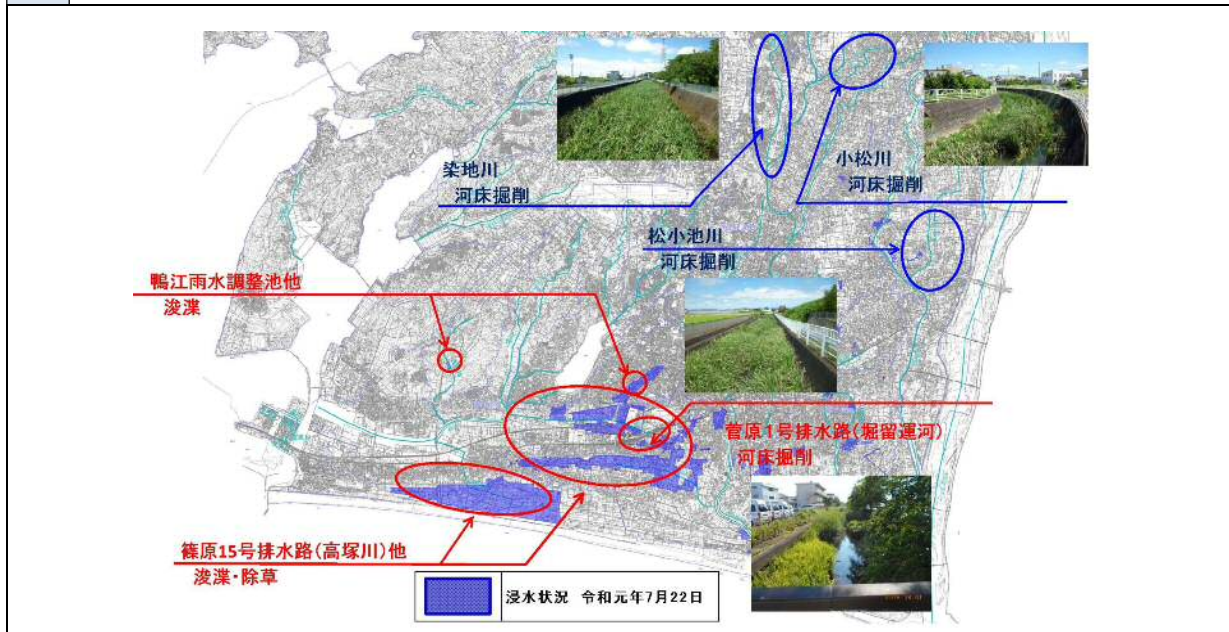 染地川
河床掘削
小松川
河床掘削
松小池川
河床掘削
鴨江雨水調整池他
浚渫
菅原1号排水路(堀留運河)
河床掘削
篠原15号排水路(高塚川)他
浚渫・除草
浸水状況 令和元年7月22日